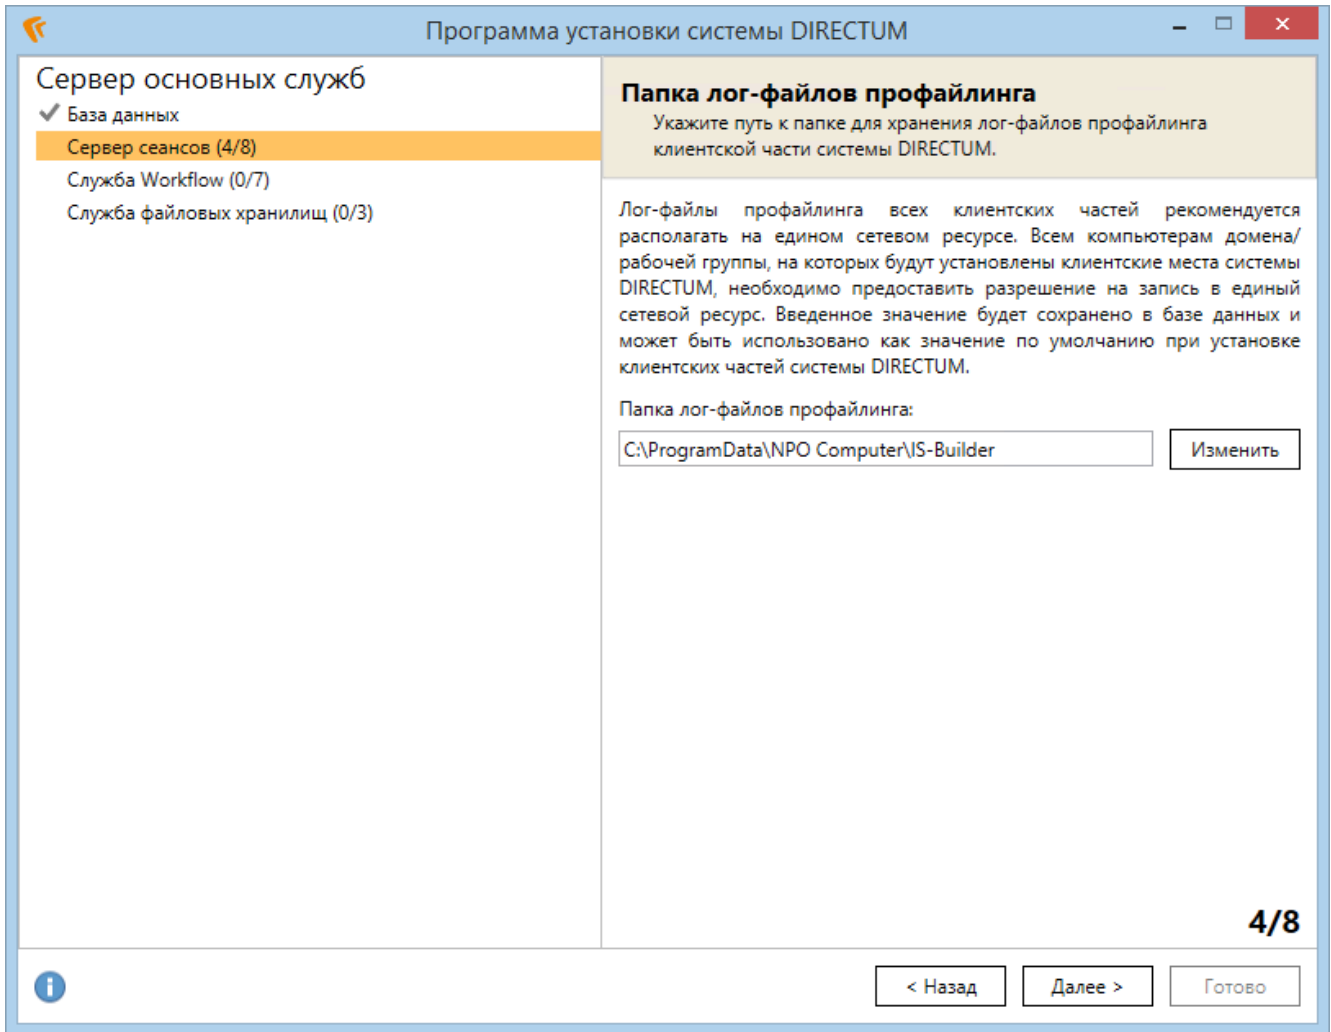 Программа установки системы DIRECTUM
Сервер основных служб
База данных
Сервер сеансов (4/8)
Служба Workflow (0/7)
Служба файловых хранилищ (0/3)
Папка лог-файлов профайлинга
Укажите путь к папке для хранения лог-файлов профайлинга
клиентской части системы DIRECTUM.
Лог-файлы профайлинга всех клиентских частей рекомендуется
располагать на едином сетевом ресурсе. Всем компьютерам домена/
рабочей группы, на которых будут установлены клиентские места системы
DIRECTUM, необходимо предоставить разрешение на запись в единый
сетевой ресурс. Введенное значение будет сохранено в базе данных и
может быть использовано как значение по умолчанию при установке
клиентских частей системы DIRECTUM.
Папка лог-файлов профайлинга:
C:\ProgramData\NPO Computer\IS-Builder
Изменить
4/8
< Назад
Далее >
Готово